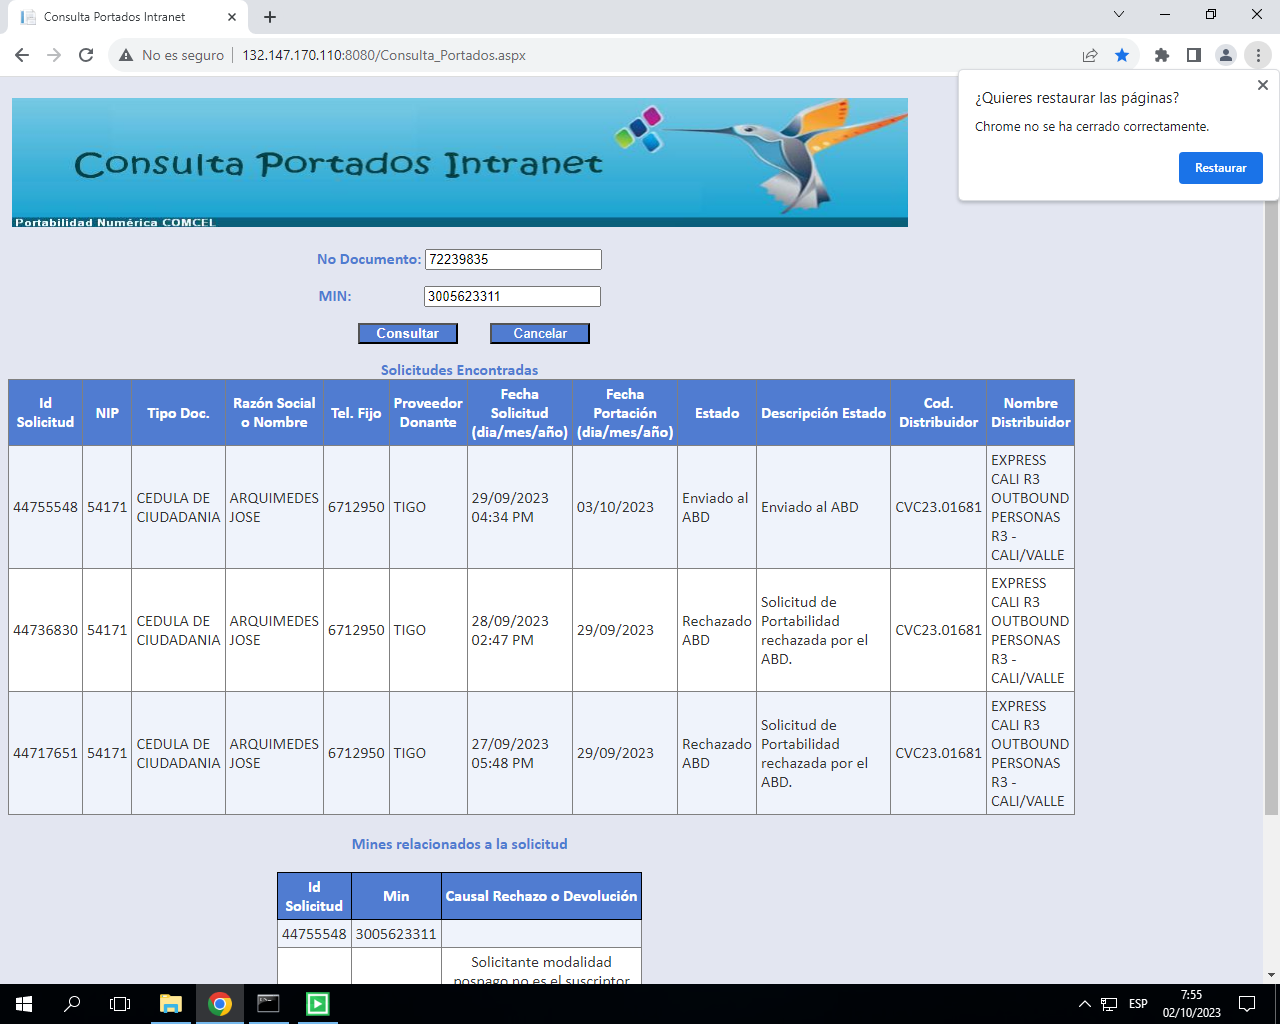 Consulta Portados Intranet
No es seguro
132.147.170.110:8080/Consulta_Portados.aspx
¿Quieres restaurar las páginas?
Chrome no se ha cerrado correctamente.
Restaurar
Consulta Portados Intranet
Portabilidad Numérica COMCEL
No Documento: 72239835
MIN: 3005623311
Consultar Cancelar
Solicitudes Encontradas
Id Solicitud NIP Tipo Doc. Razón Social o Nombre Tel. Fijo Proveedor Donante Fecha Solicitud (dia/mes/año) Fecha Portación (dia/mes/año) Estado Descripción Estado Cod. Distribuidor Nombre Distribuidor
44755548 54171 CEDULA DE CIUDADANIA ARQUIMEDES JOSE 6712950 TIGO 29/09/2023 04:34 PM 03/10/2023 Enviado al ABD Enviado al ABD CVC23.01681 EXPRESS CALI R3 OUTBOUND PERSONAS R3 - CALI/VALLE
44736830 54171 CEDULA DE CIUDADANIA ARQUIMEDES JOSE 6712950 TIGO 28/09/2023 02:47 PM 29/09/2023 Rechazado ABD Solicitud de Portabilidad rechazada por el ABD. CVC23.01681 EXPRESS CALI R3 OUTBOUND PERSONAS R3 - CALI/VALLE
44717651 54171 CEDULA DE CIUDADANIA ARQUIMEDES JOSE 6712950 TIGO 27/09/2023 05:48 PM 29/09/2023 Rechazado ABD Solicitud de Portabilidad rechazada por el ABD. CVC23.01681 EXPRESS CALI R3 OUTBOUND PERSONAS R3 - CALI/VALLE
Mines relacionados a la solicitud
Id Solicitud Min Causal Rechazo o Devolución
44755548 3005623311
Solicitante modalidad
pospago no es el suscriptor
ESP
7:55
02/10/2023